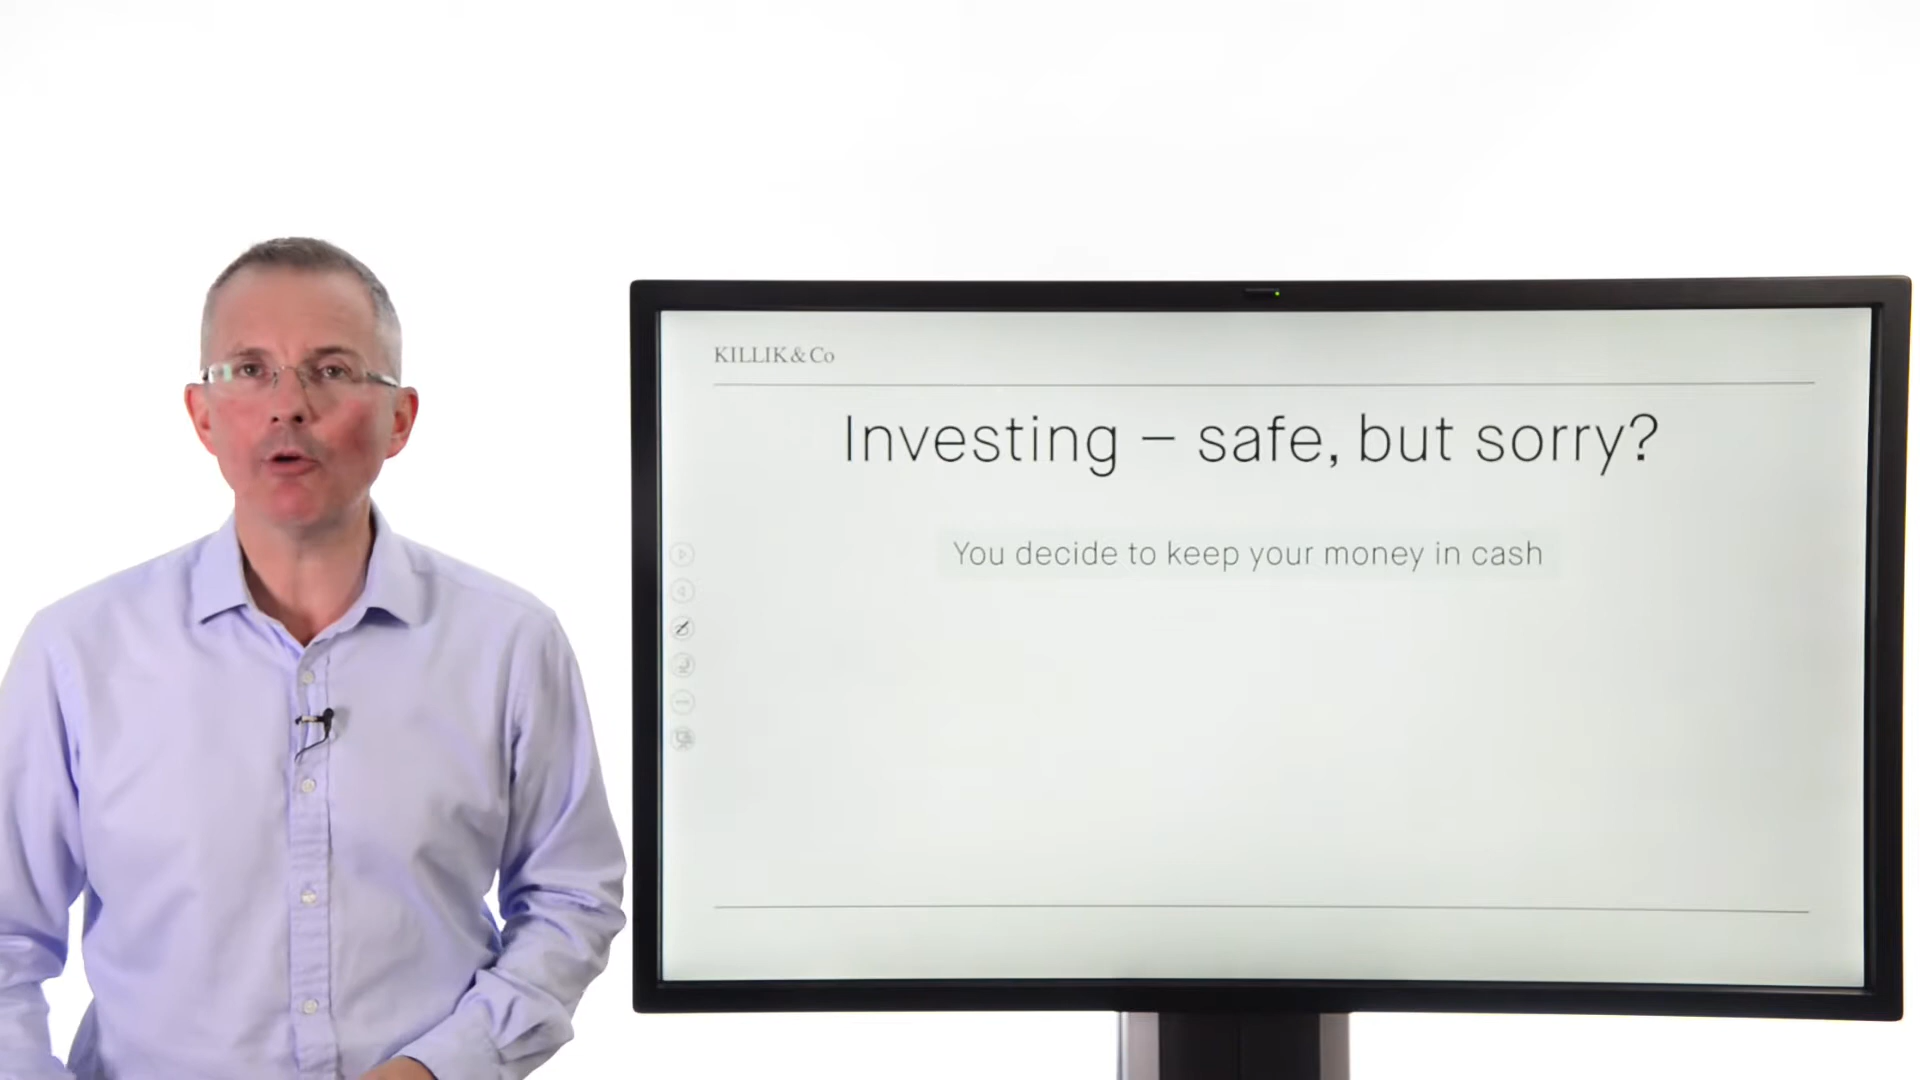 KILLIK & Co
Investing – safe, but sorry?
You decide to keep your money in cash